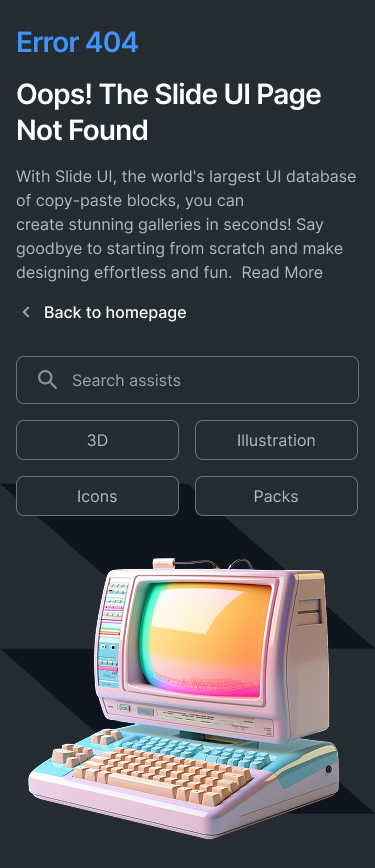 Error 404
Oops! The Slide UI Page
Not Found
With Slide UI, the world's largest UI database
of copy-paste blocks, you can
create stunning galleries in seconds! Say
goodbye to starting from scratch and make
designing effortless and fun.  Read More
Back to homepage
Search assists
3D
Illustration
Icons
Packs